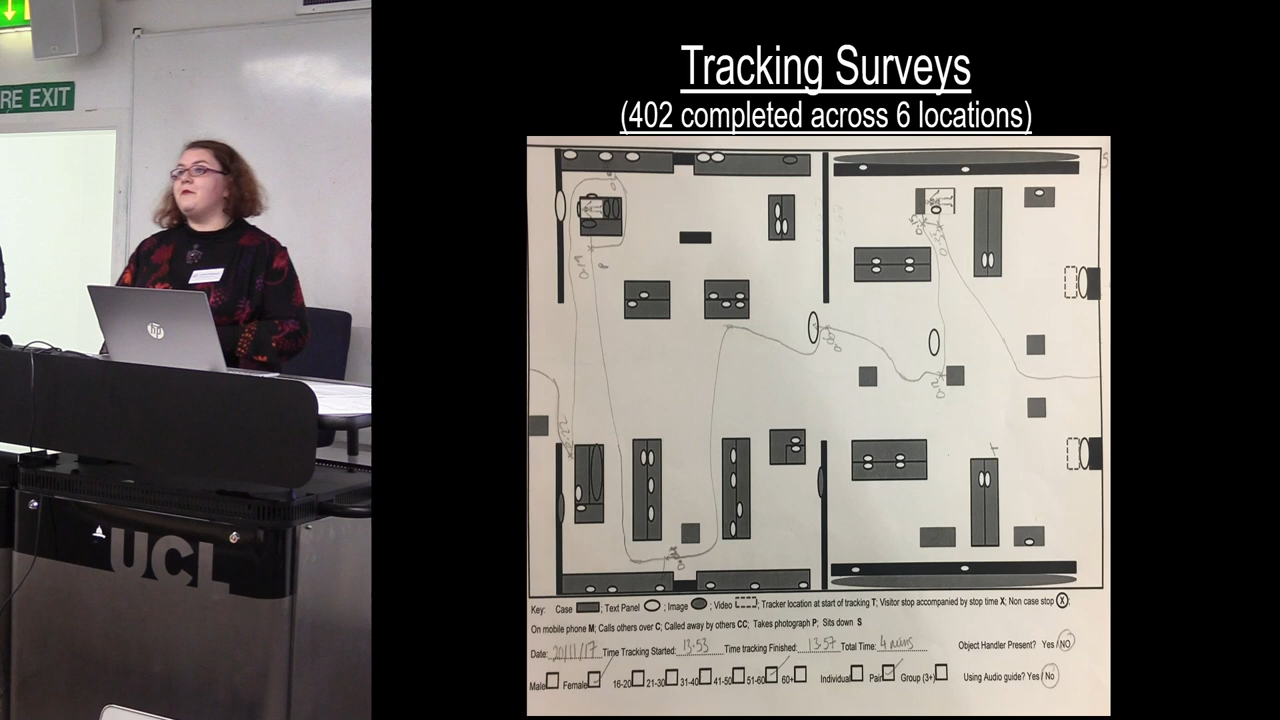 RE EXIT
hp
UCL
Tracking Surveys
(402 completed across 6 locations)
Key: Case ; Text Panel ; Image ; Video ; Tracker location at start of tracking T; Visitor stop accompanied by stop time X; Non case stop X;
On mobile phone M; Calls others over C; Called away by others CC; Takes photograph P; Sits down S
Date: 20/11/17 Time Tracking Started: 13:53 Time tracking Finished: 13:57 Total Time: 4 mins Object Handler Present? Yes / NO
Male Female 16-20 21-30 31-40 41-50 51-60 60+ Individual Pair Group (3+) Using Audio guide? Yes / No